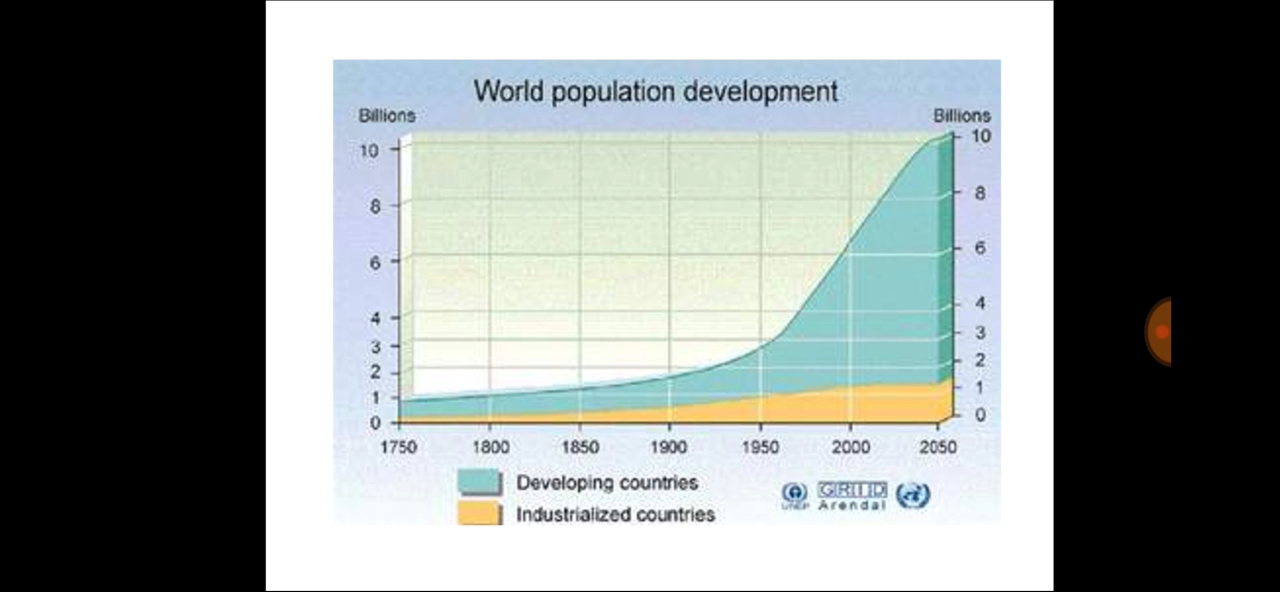 World population development
Billions
Billions
10
8
6
4
3
2
1
0
10
8
6
4
3
2
1
0
1750 1800 1850 1900 1950 2000 2050
Developing countries
Industrialized countries
UNEP
GRID
Arendal